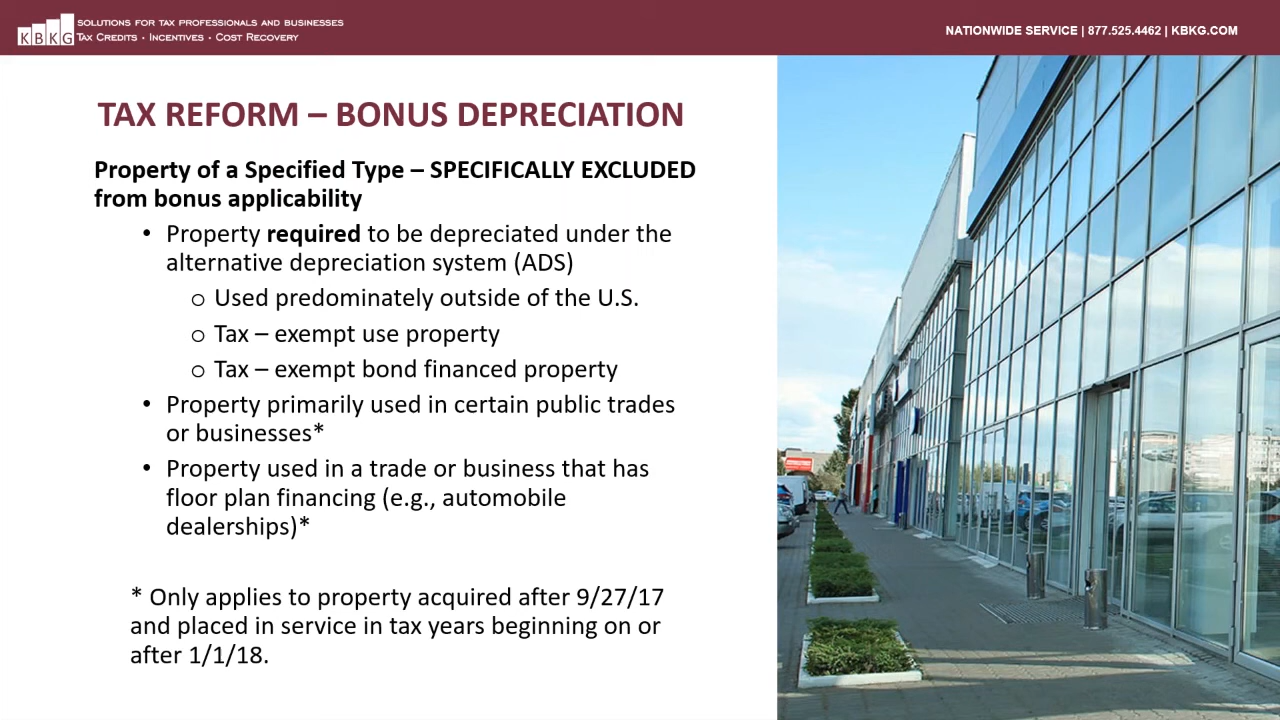 KBKG
SOLUTIONS FOR TAX PROFESSIONALS AND BUSINESSES
TAX CREDITS · INCENTIVES · COST RECOVERY
NATIONWIDE SERVICE | 877.525.4462 | KBKG.COM
TAX REFORM – BONUS DEPRECIATION
Property of a Specified Type – SPECIFICALLY EXCLUDED
from bonus applicability
• Property required to be depreciated under the
alternative depreciation system (ADS)
o Used predominately outside of the U.S.
o Tax – exempt use property
o Tax – exempt bond financed property
• Property primarily used in certain public trades
or businesses*
• Property used in a trade or business that has
floor plan financing (e.g., automobile
dealerships)*
* Only applies to property acquired after 9/27/17
and placed in service in tax years beginning on or
after 1/1/18.